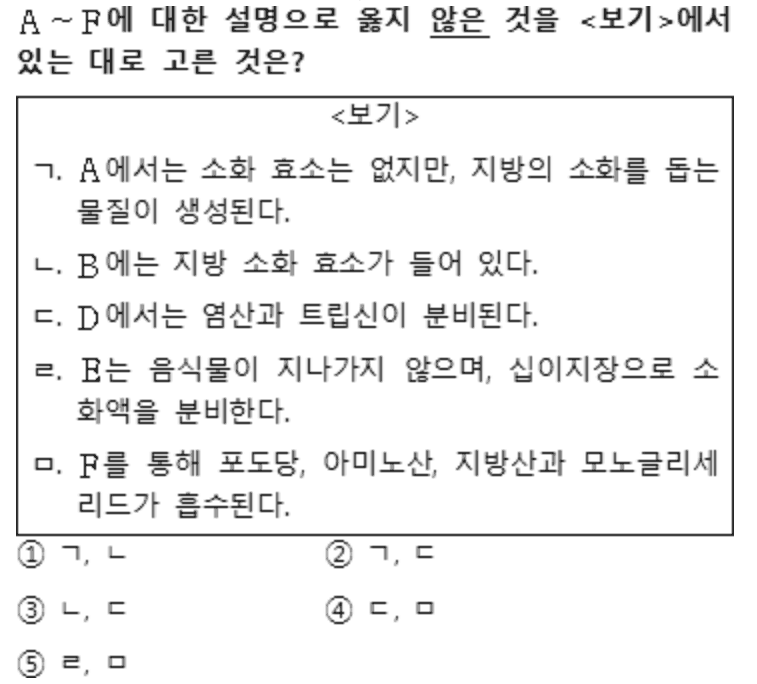 A ~ F에 대한 설명으로 옳지 않은 것을 <보기>에서
있는 대로 고른 것은?
<보기>
ㄱ. A에서는 소화 효소는 없지만, 지방의 소화를 돕는
물질이 생성된다.
ㄴ. B에는 지방 소화 효소가 들어 있다.
ㄷ. D에서는 염산과 트립신이 분비된다.
ㄹ. E는 음식물이 지나가지 않으며, 십이지장으로 소
화액을 분비한다.
ㅁ. F를 통해 포도당, 아미노산, 지방산과 모노글리세
리드가 흡수된다.
① ㄱ, ㄴ ② ㄱ, ㄷ
③ ㄴ, ㄷ ④ ㄷ, ㅁ
⑤ ㄹ, ㅁ